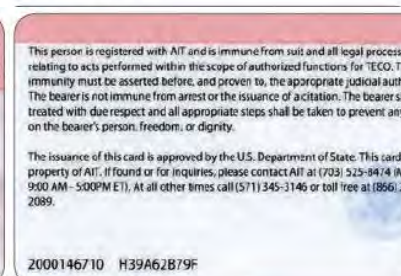 This person is registered with AIT and is immune from suit and all legal process
relating to acts performed within the scope of authorized functions for TECO.
immunity must be asserted before, and proven to, the appropriate judicial
The bearer is not immune from arrest or the issuance of a citation. The bearer
treated with due respect and all appropriate steps shall be taken to prevent any
on the bearer's person, freedom, or dignity.
The issuance of this card is approved by the U.S. Department of State. This card
property of AIT. If found or for inquiries, please contact AIT at (703) 525-8474
9:00 AM - 5:00PM ET). At all other times call (571) 345-3146 or toll free at (866)
2089.
2000146710 H39A62B79F